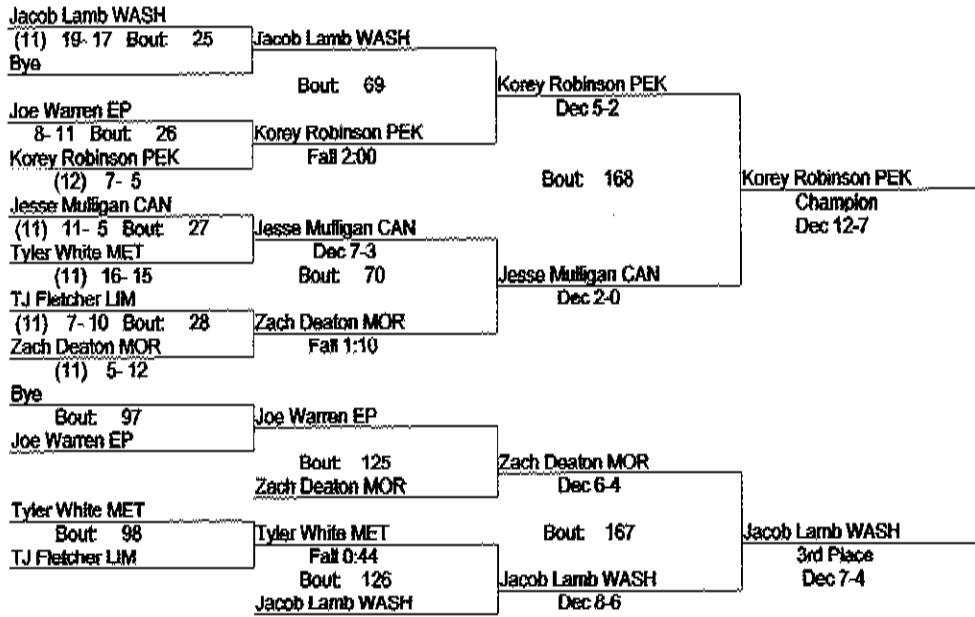 Jacob Lamb WASH
(11) 19- 17 Bout: 25
Bye
Jacob Lamb WASH
Bout: 69
Joe Warren EP
8- 11 Bout: 26
Korey Robinson PEK
(12) 7- 5
Korey Robinson PEK
Fall 2:00
Korey Robinson PEK
Dec 5-2
Jesse Mulligan CAN
(11) 11- 5 Bout: 27
Tyler White MET
(11) 16- 15
Jesse Mulligan CAN
Dec 7-3
Bout: 70
TJ Fletcher LIM
(11) 7- 10 Bout: 28
Zach Deaton MOR
(11) 5- 12
Zach Deaton MOR
Fall 1:10
Bout: 168
Jesse Mulligan CAN
Dec 2-0
Korey Robinson PEK
Champion
Dec 12-7
Bye
Bout: 97
Joe Warren EP
Joe Warren EP
Bout: 125
Zach Deaton MOR
Zach Deaton MOR
Dec 6-4
Tyler White MET
Bout: 98
TJ Fletcher LIM
Tyler White MET
Fall 0:44
Bout: 126
Jacob Lamb WASH
Bout: 167
Jacob Lamb WASH
Dec 8-6
Jacob Lamb WASH
3rd Place
Dec 7-4